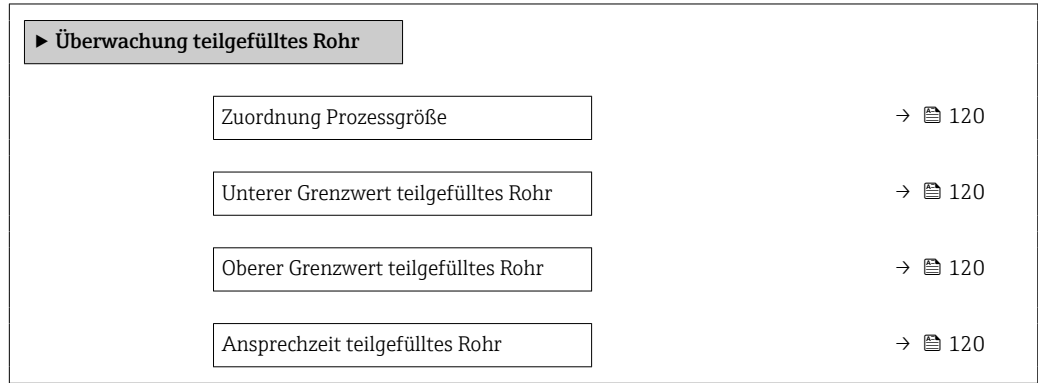 ▶ Überwachung teilgefülltes Rohr
Zuordnung Prozessgröße → 120
Unterer Grenzwert teilgefülltes Rohr → 120
Oberer Grenzwert teilgefülltes Rohr → 120
Ansprechzeit teilgefülltes Rohr → 120